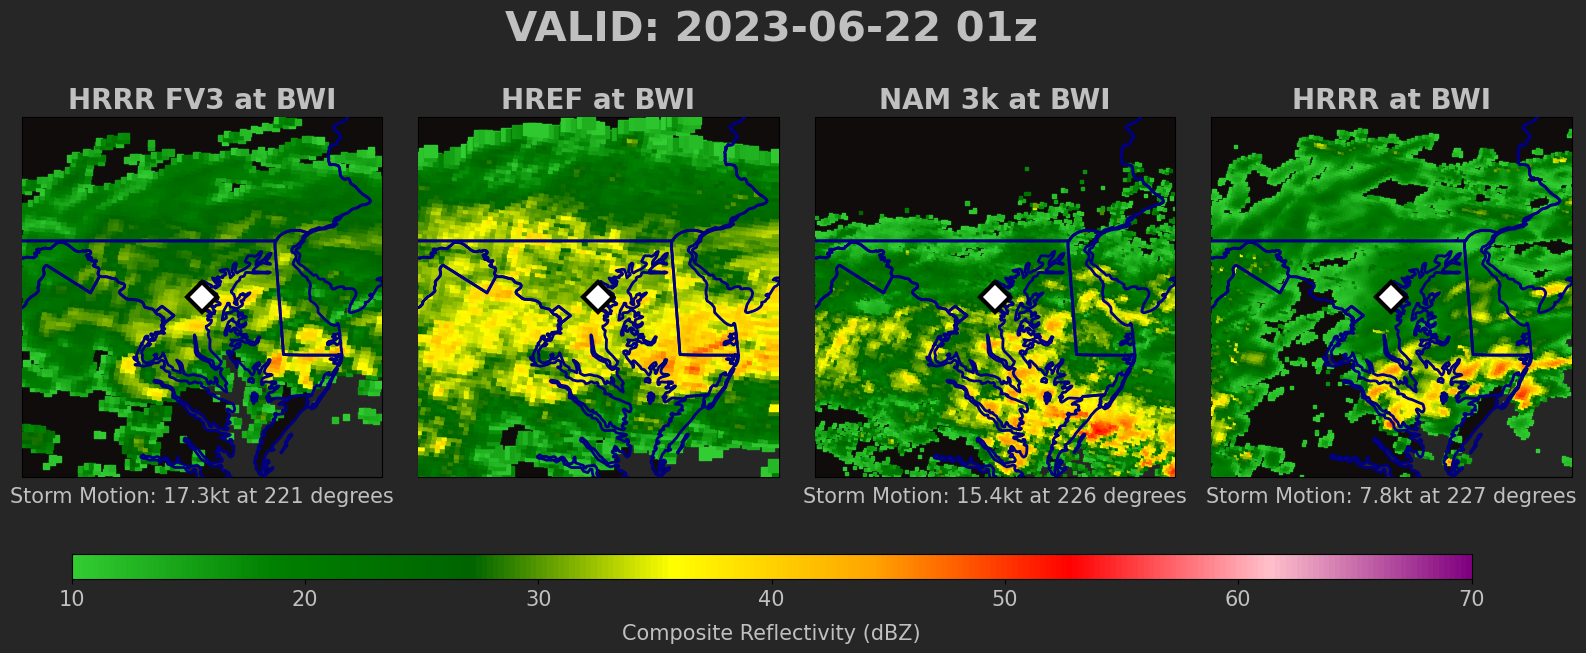 VALID: 2023-06-22 01z
HRRR FV3 at BWI
HREF at BWI
NAM 3k at BWI
HRRR at BWI
Storm Motion: 17.3kt at 221 degrees
Storm Motion: 15.4kt at 226 degrees
Storm Motion: 7.8kt at 227 degrees
10 20 30 40 50 60 70
Composite Reflectivity (dBZ)